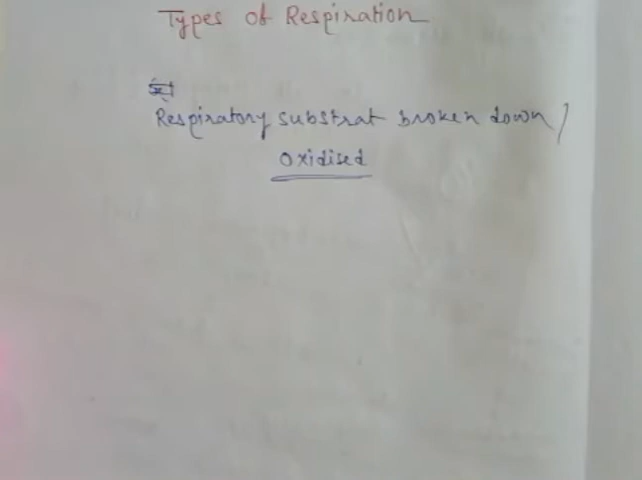 Types of Respiration
Respiratory substrat broken down /
Oxidised